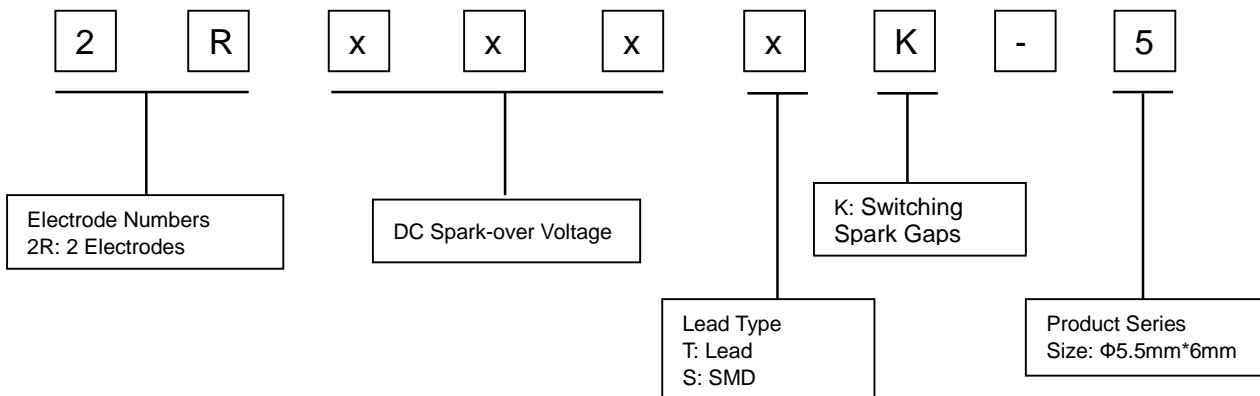 2 R x x x x K - 5
Electrode Numbers
2R: 2 Electrodes
DC Spark-over Voltage
K: Switching
Spark Gaps
Lead Type
T: Lead
S: SMD
Product Series
Size: Φ5.5mm*6mm